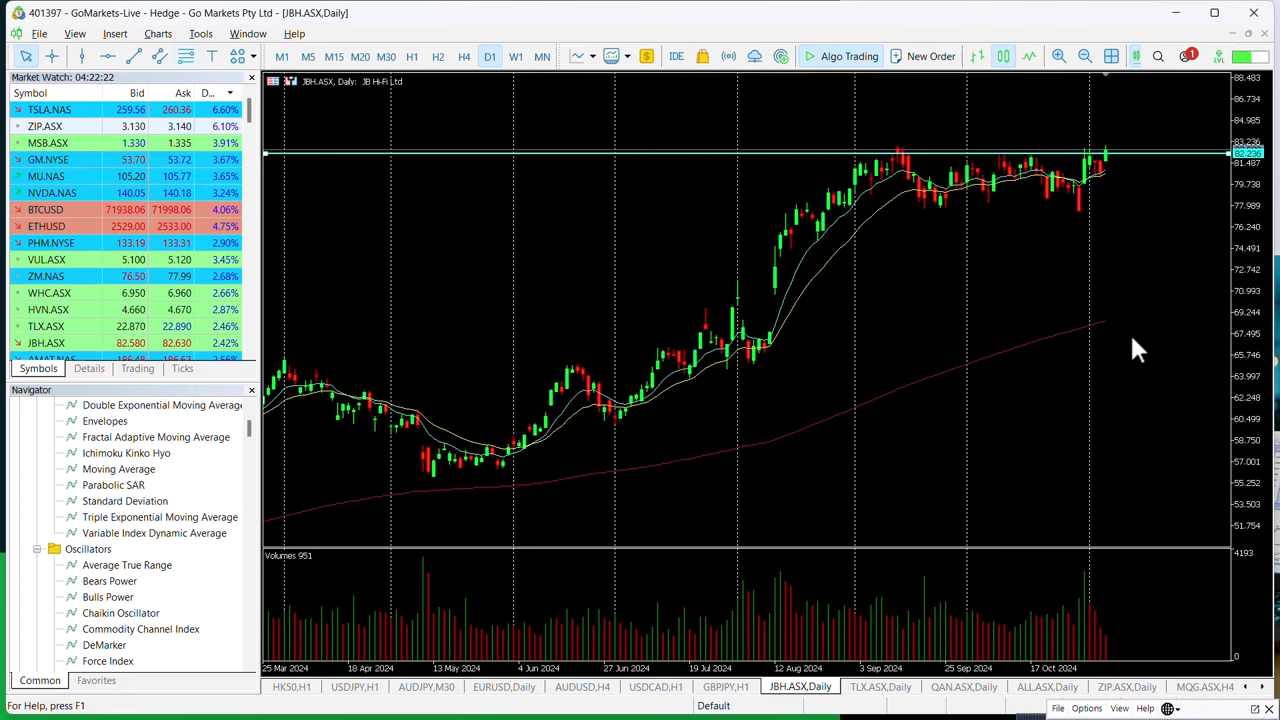 401397 - GoMarkets-Live - Hedge - Go Markets Pty Ltd - [JBH.ASX,Daily]
File View Insert Charts Tools Window Help
M1 M5 M15 M20 M30 H1 H2 H4 D1 W1 MN IDE Algo Trading New Order 1 LVL
Market Watch: 04:22:22
Symbol Bid Ask D...
TSLA.NAS 259.56 260.36 6.60%
ZIP.ASX 3.130 3.140 6.10%
MSB.ASX 1.330 1.335 3.91%
GM.NYSE 53.70 53.72 3.67%
MU.NAS 105.20 105.77 3.65%
NVDA.NAS 140.05 140.18 3.24%
BTCUSD 71938.06 71998.06 4.06%
ETHUSD 2529.00 2533.00 4.75%
PHM.NYSE 133.19 133.31 2.90%
VUL.ASX 5.100 5.120 3.45%
ZM.NAS 76.50 77.99 2.68%
WHC.ASX 6.950 6.960 2.66%
HVN.ASX 4.660 4.670 2.87%
TLX.ASX 22.870 22.890 2.46%
JBH.ASX 82.580 82.630 2.42%
Symbols Details Trading Ticks
Navigator
Double Exponential Moving Average
Envelopes
Fractal Adaptive Moving Average
Ichimoku Kinko Hyo
Moving Average
Parabolic SAR
Standard Deviation
Triple Exponential Moving Average
Variable Index Dynamic Average
Oscillators
Average True Range
Bears Power
Bulls Power
Chaikin Oscillator
Commodity Channel Index
DeMarker
Force Index
Common Favorites
For Help, press F1
JBH.ASX, Daily: JB Hi-Fi Ltd
88.483
86.734
84.985
83.236
81.487
79.738
77.989
76.240
74.491
72.742
70.993
69.244
67.495
65.746
63.997
62.248
60.499
58.750
57.001
55.252
53.503
51.754
Volumes 951
4193
0
25 Mar 2024 18 Apr 2024 13 May 2024 4 Jun 2024 27 Jun 2024 19 Jul 2024 12 Aug 2024 3 Sep 2024 25 Sep 2024 17 Oct 2024
HK50,H1 USDJPY,H1 AUDJPY,M30 EURUSD,Daily AUDUSD,H4 USDCAD,H1 GBPJPY,H1 JBH.ASX,Daily TLX.ASX,Daily QAN.ASX,Daily ALL.ASX,Daily ZIP.ASX,Daily MQG.ASX,H4
Default
File Options View Help